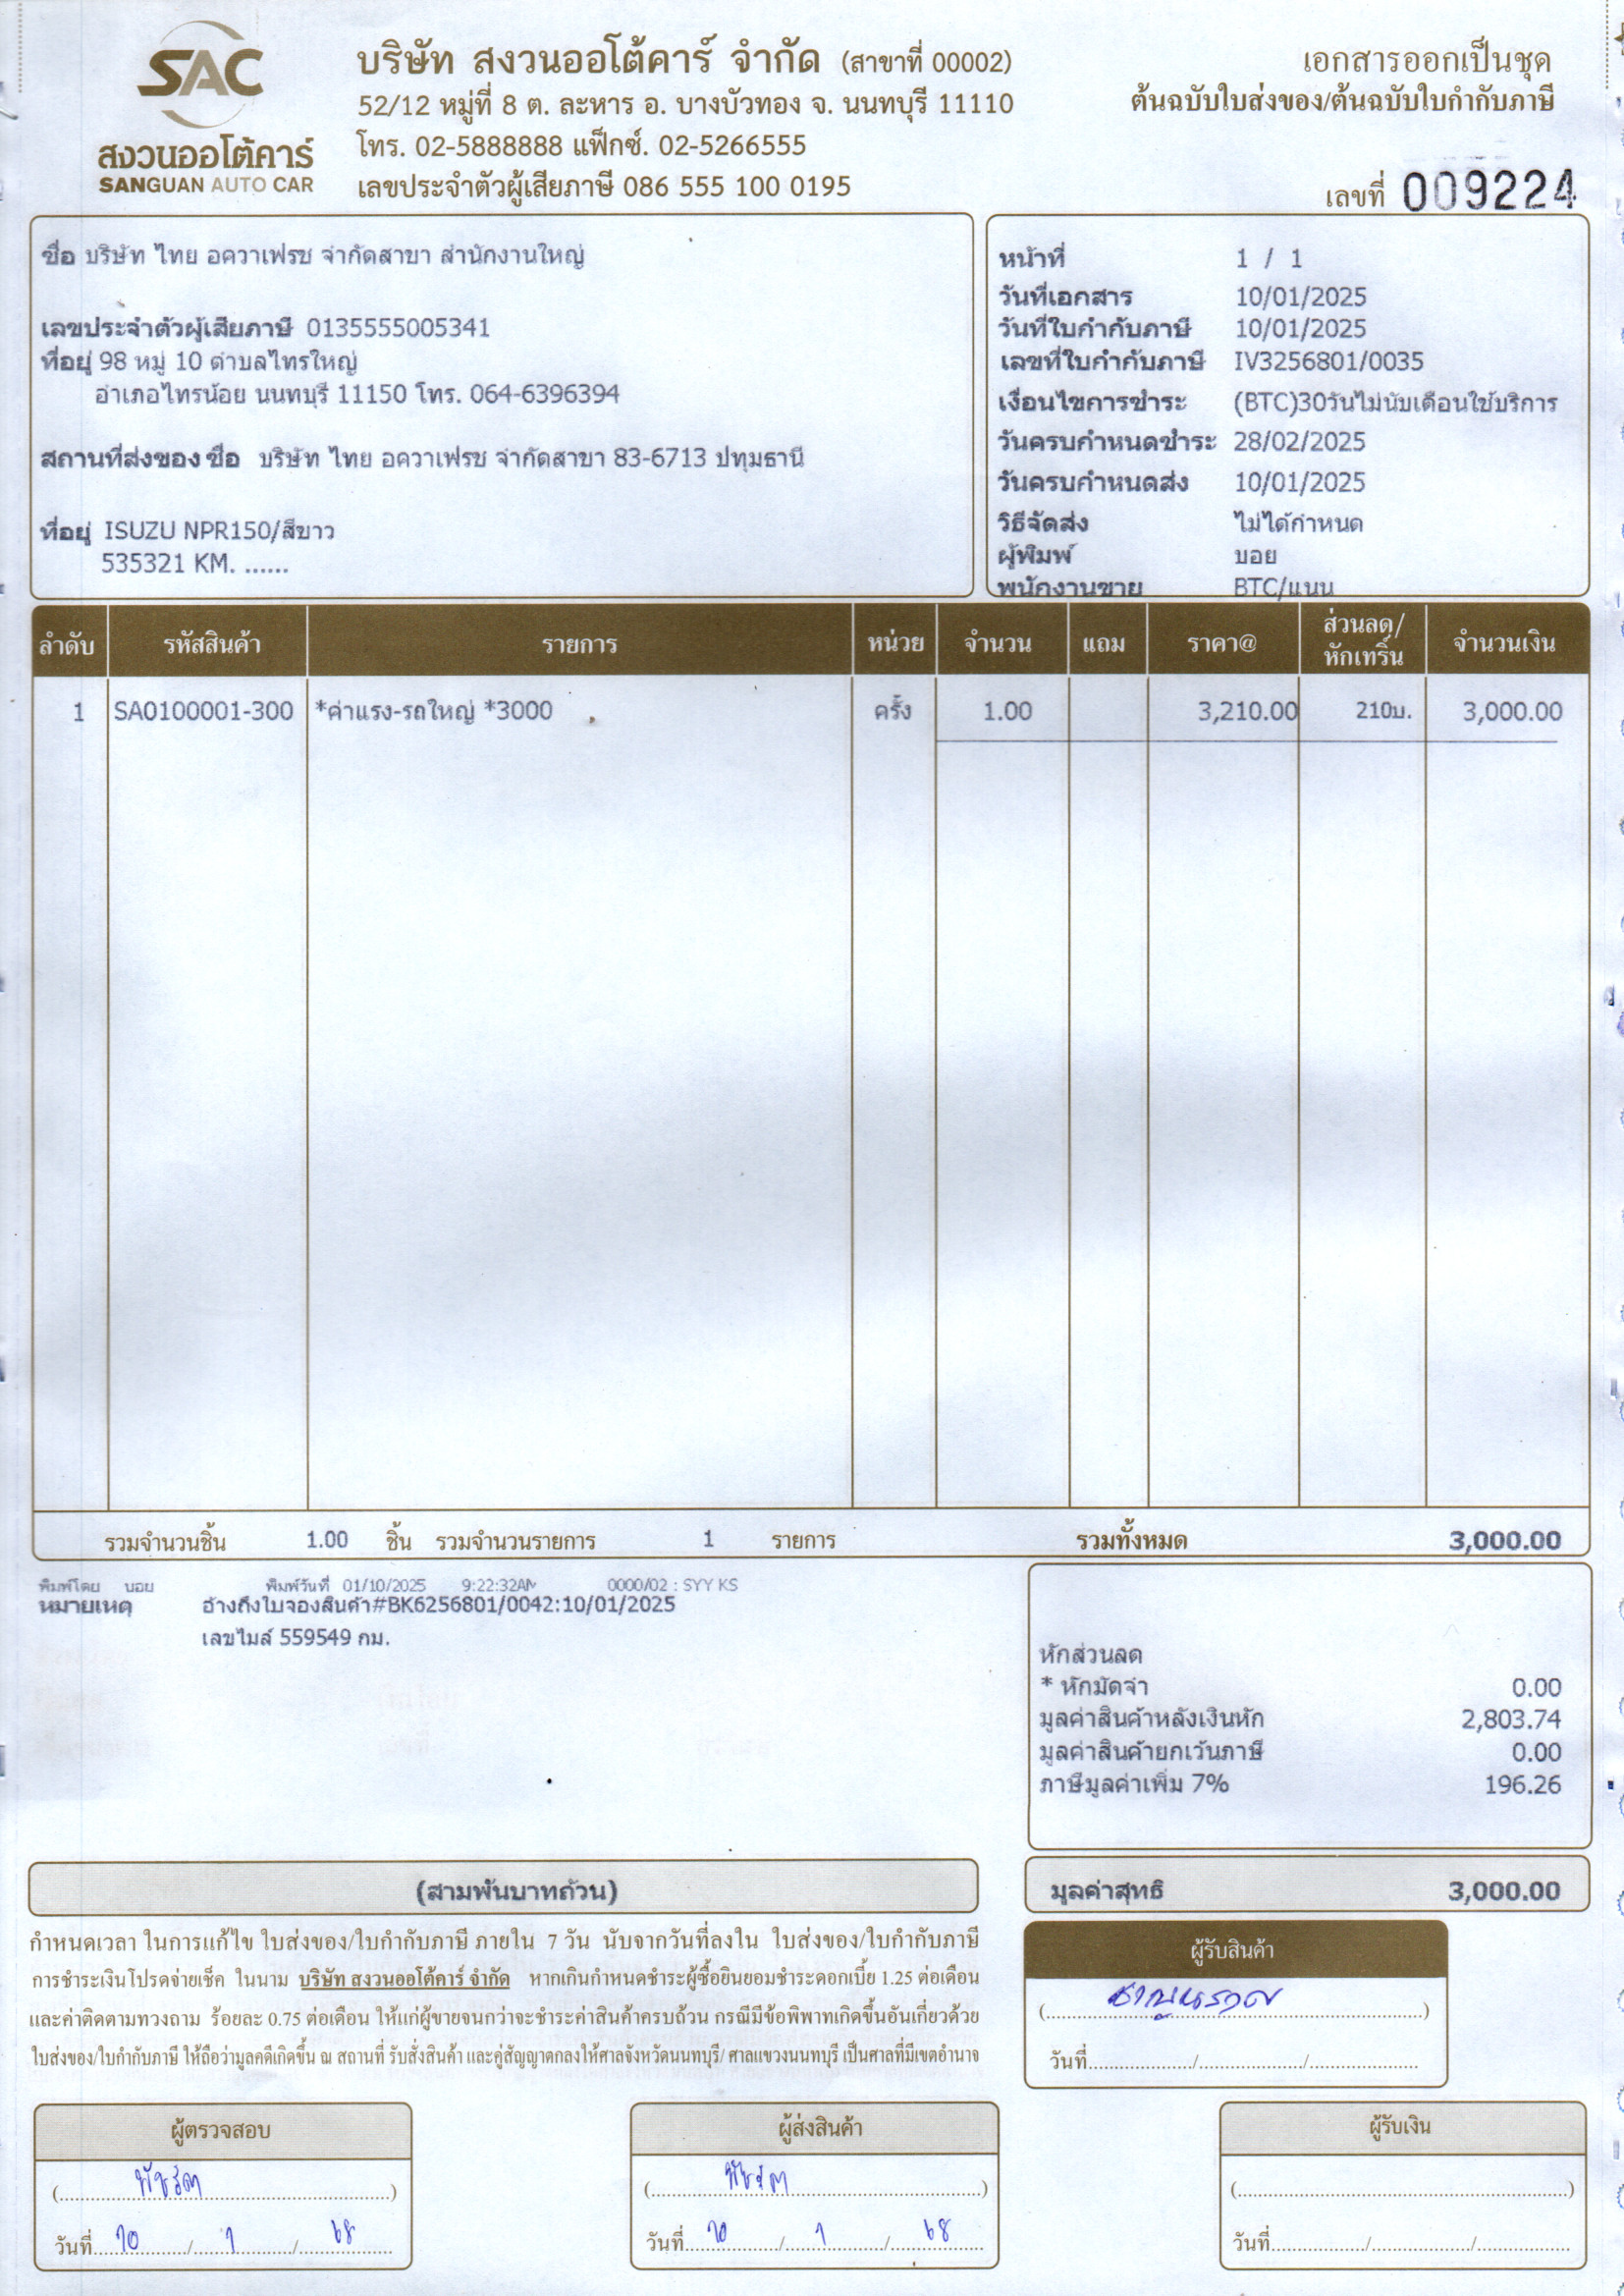 SAC
สงวนออโต้คาร์
SANGUAN AUTO CAR
บริษัท สงวนออโต้คาร์ จำกัด (สาขาที่ 00002)
52/12 หมู่ที่ 8 ต. ละหาร อ. บางบัวทอง จ. นนทบุรี 11110
โทร. 02-5888888 แฟ็กซ์. 02-5266555
เลขประจำตัวผู้เสียภาษี 086 555 100 0195
เอกสารออกเป็นชุด
ต้นฉบับใบส่งของ/ต้นฉบับใบกำกับภาษี
เลขที่ 009224
ชื่อ บริษัท ไทย อควาเฟรช จำกัดสาขา สำนักงานใหญ่
เลขประจำตัวผู้เสียภาษี 0135555005341
ที่อยู่ 98 หมู่ 10 ตำบลไทรใหญ่
อำเภอไทรน้อย นนทบุรี 11150 โทร. 064-6396394
สถานที่ส่งของ ชื่อ บริษัท ไทย อควาเฟรช จำกัดสาขา 83-6713 ปทุมธานี
ที่อยู่ ISUZU NPR150/สีขาว
535321 KM. ......
หน้าที่ 1 / 1
วันที่เอกสาร 10/01/2025
วันที่ใบกำกับภาษี 10/01/2025
เลขที่ใบกำกับภาษี IV3256801/0035
เงื่อนไขการชำระ (BTC)30วันไม่นับเดือนใช้บริการ
วันครบกำหนดชำระ 28/02/2025
วันครบกำหนดส่ง 10/01/2025
วิธีจัดส่ง ไม่ได้กำหนด
ผู้พิมพ์ บอย
พนักงานขาย BTC/แนน
ลำดับ รหัสสินค้า รายการ หน่วย จำนวน แถม ราคา@ ส่วนลด/หักเทริ์น จำนวนเงิน
1 SA0100001-300 *ค่าแรง-รถใหญ่ *3000 ครั้ง 1.00 3,210.00 210บ. 3,000.00
รวมจำนวนชิ้น 1.00 ชิ้น รวมจำนวนรายการ 1 รายการ รวมทั้งหมด 3,000.00
พิมพ์โดย บอย พิมพ์วันที่ 01/10/2025 9:22:32AM 0000/02 : SYY KS
หมายเหตุ อ้างถึงใบจองสินค้า#BK6256801/0042:10/01/2025
เลขไมล์ 559549 กม.
หักส่วนลด
* หักมัดจำ 0.00
มูลค่าสินค้าหลังเงินหัก 2,803.74
มูลค่าสินค้ายกเว้นภาษี 0.00
ภาษีมูลค่าเพิ่ม 7% 196.26
(สามพันบาทถ้วน)
มูลค่าสุทธิ 3,000.00
กำหนดเวลา ในการแก้ไข ใบส่งของ/ใบกำกับภาษี ภายใน 7 วัน นับจากวันที่ลงใน ใบส่งของ/ใบกำกับภาษี
การชำระเงินโปรดจ่ายเช็ค ในนาม บริษัท สงวนออโต้คาร์ จำกัด หากเกินกำหนดชำระผู้ซื้อยินยอมชำระดอกเบี้ย 1.25 ต่อเดือน
และค่าติดตามทวงถาม ร้อยละ 0.75 ต่อเดือน ให้แก่ผู้ขายจนกว่าจะชำระค่าสินค้าครบถ้วน กรณีมีข้อพิพาทเกิดขึ้นอันเกี่ยวด้วย
ใบส่งของ/ใบกำกับภาษี ให้ถือว่ามูลคดีเกิดขึ้น ณ สถานที่ รับสั่งสินค้า และคู่สัญญาตกลงให้ศาลจังหวัดนนทบุรี/ ศาลแขวงนนทบุรี เป็นศาลที่มีเขตอำนาจ
ผู้รับสินค้า
วันที่........../........../..........
ผู้ตรวจสอบ
(พัชรีดา)
วันที่ 10 / 1 / 68
ผู้ส่งสินค้า
วันที่ 10 / 1 / 68
ผู้รับเงิน
(....................)
วันที่........../........../..........